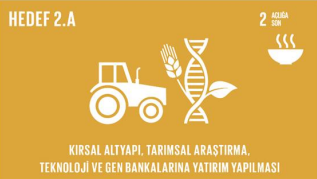 HEDEF 2.A
2 AÇLIĞA
SON
KIRSAL ALTYAPI, TARIMSAL ARAŞTIRMA,
TEKNOLOJİ VE GEN BANKALARINA YATIRIM YAPILMASI